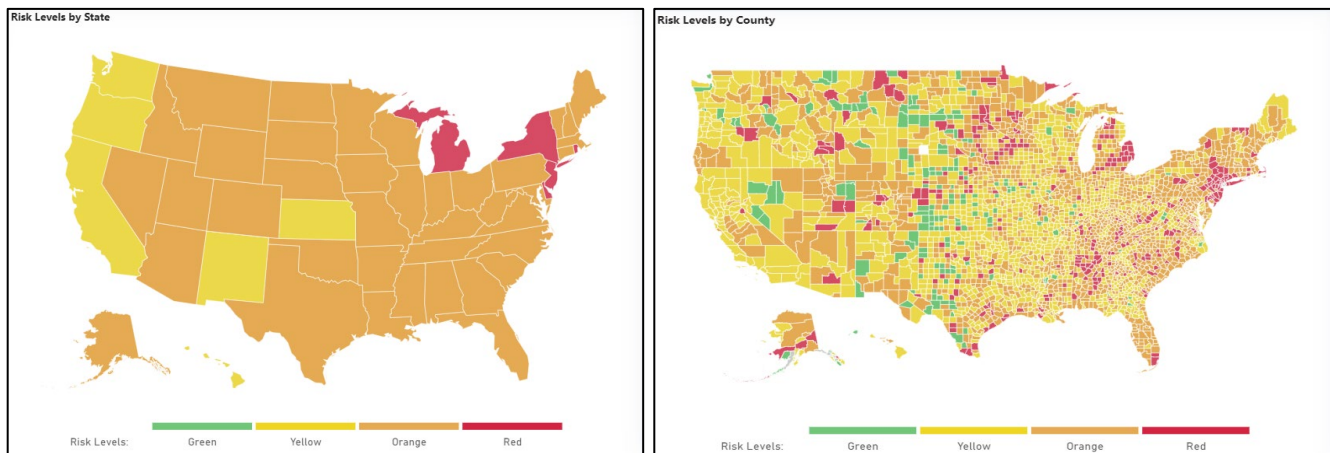 Risk Levels by State
Risk Levels: Green Yellow Orange Red
Risk Levels by County
Risk Levels: Green Yellow Orange Red